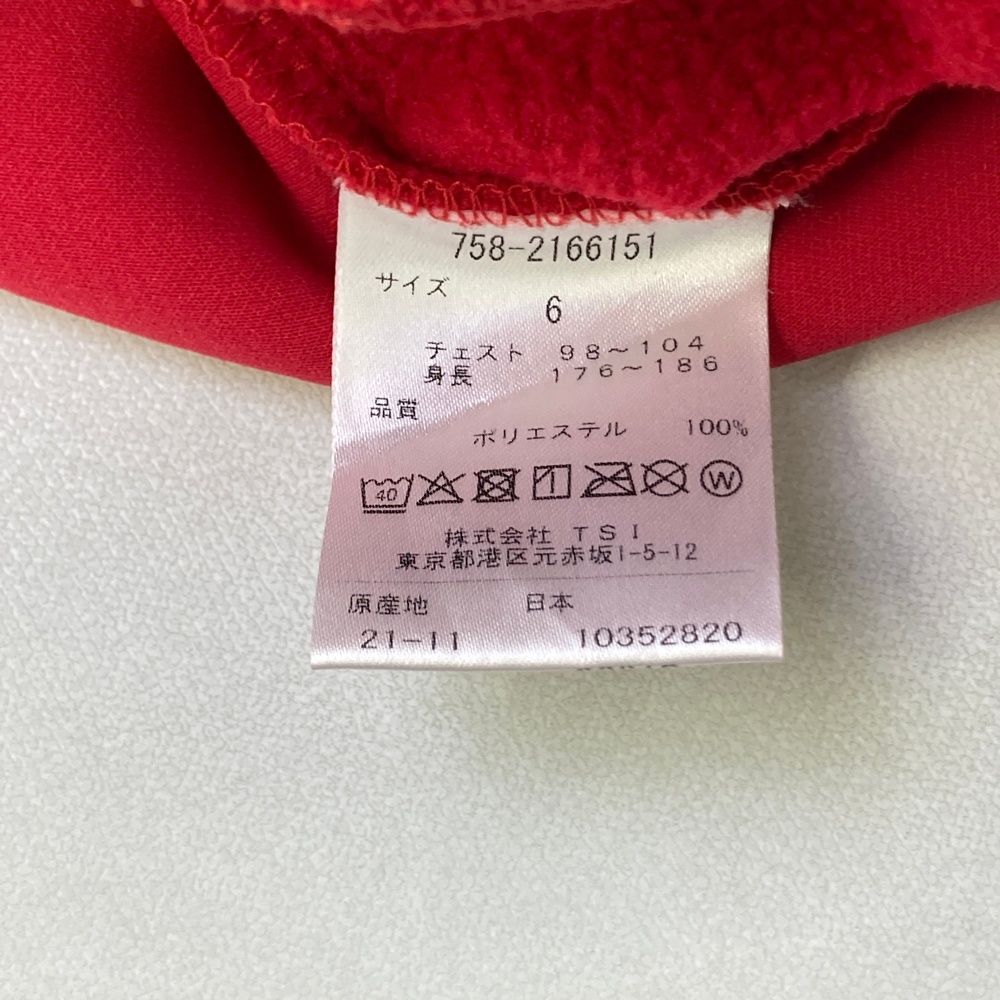 758-2166151
サイズ
6
チェスト 98～104
身長 176～186
品質
ポリエステル 100%
40 W
株式会社 TSI
東京都港区元赤坂1-5-12
原産地 日本
21-11 10352820